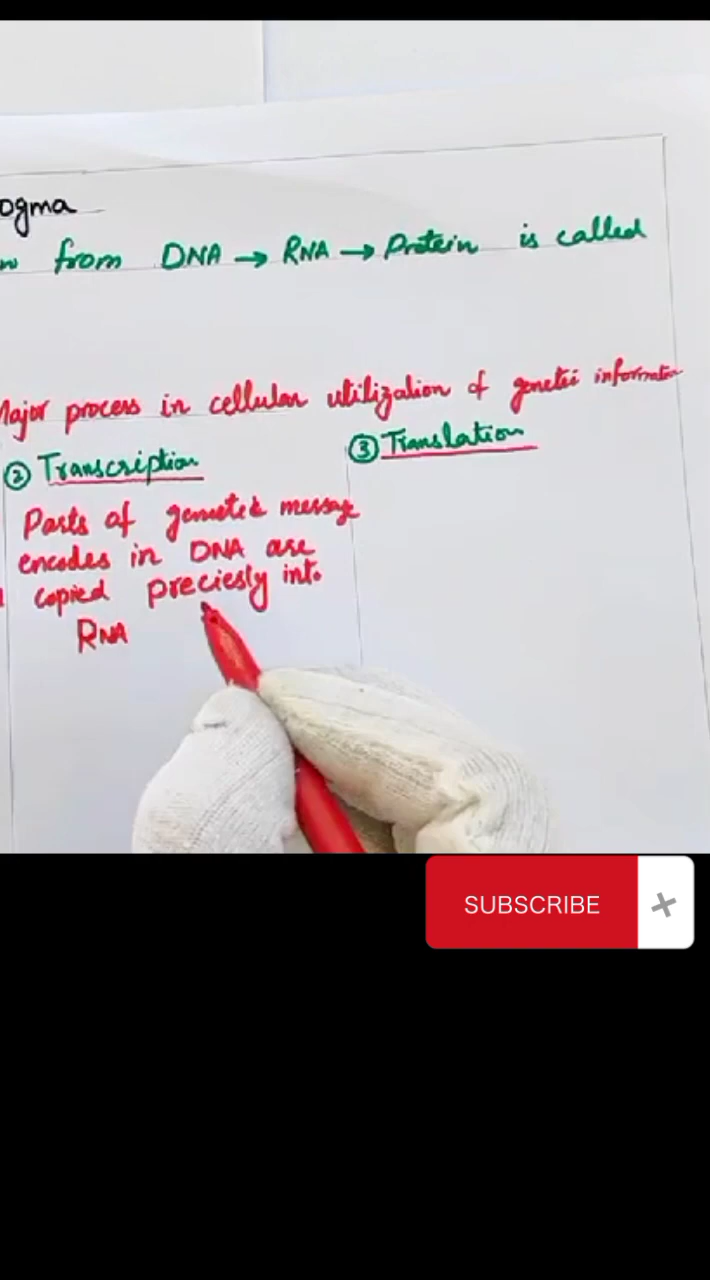 ogma
from DNA → RNA → Protein is called
Major process in cellular utilization of genetic information
② Transcription
③ Translation
Parts of genetic message
encodes in DNA are
copied preciesly into
RNA
SUBSCRIBE +